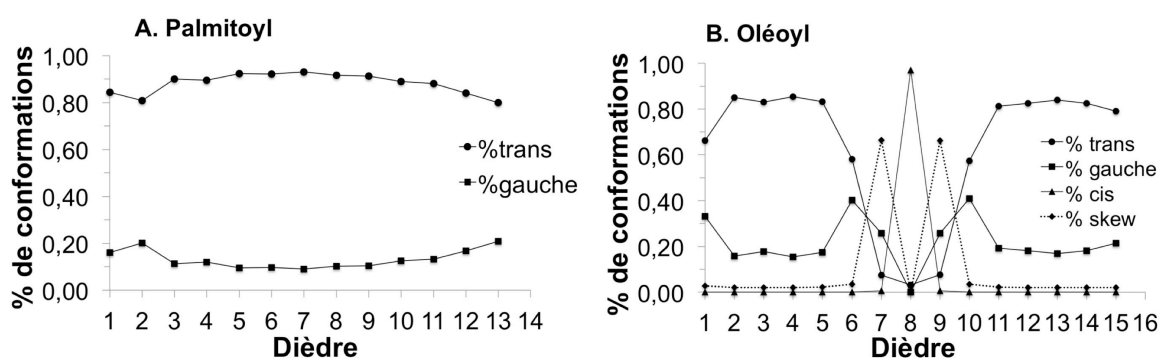 A. Palmitoyl
% de conformations
1,00
0,80
0,60
0,40
0,20
0,00
1 2 3 4 5 6 7 8 9 10 11 12 13 14
Dièdre
%trans
%gauche
B. Oléoyl
% de conformations
1,00
0,80
0,60
0,40
0,20
0,00
1 2 3 4 5 6 7 8 9 10 11 12 13 14 15 16
Dièdre
% trans
% gauche
% cis
% skew